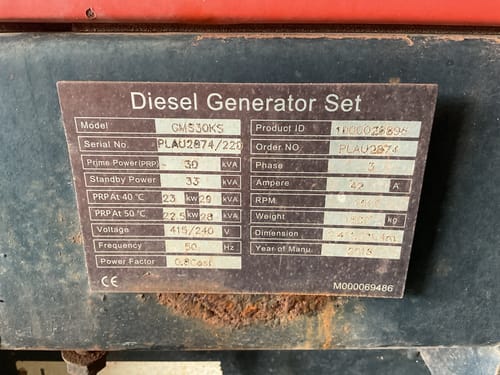 Diesel Generator Set
Model GMS30KS
Serial No. PLAU2874/220
Prime Power(PRP) 30 kVA
Standby Power 33 kVA
PRP At 40 °C 23 kW 29 kVA
PRP At 50 °C 22.5 kW 28 kVA
Voltage 415/240 V
Frequency 50 Hz
Power Factor
Product ID
Order NO. PLAU2874
Phase 3
Ampere 42 A
RPM
Weight kg
Dimension
Year of Manu. 2018
CE
M000069486